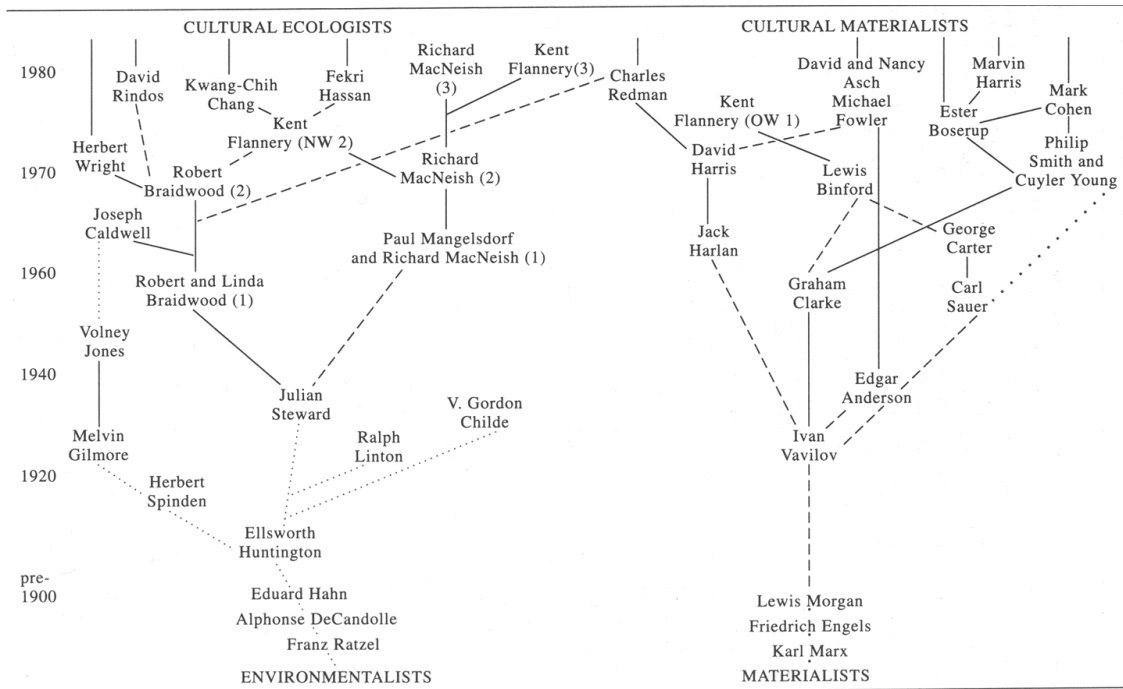 CULTURAL ECOLOGISTS
CULTURAL MATERIALISTS
1980
David
Rindos
Kwang-Chih
Chang
Fekri
Hassan
Richard
MacNeish
(3)
Kent
Flannery(3)
Charles
Redman
David and Nancy
Asch
Michael
Fowler
Marvin
Harris
Mark
Cohen
Kent
Flannery (NW 2)
Kent
Flannery (OW 1)
Ester
Boserup
Herbert
Wright
1970
Robert
Braidwood (2)
Richard
MacNeish (2)
David
Harris
Lewis
Binford
Philip
Smith and
Cuyler Young
Joseph
Caldwell
Paul Mangelsdorf
and Richard MacNeish (1)
Jack
Harlan
George
Carter
1960
Robert and Linda
Braidwood (1)
Graham
Clarke
Carl
Sauer
Volney
Jones
1940
Julian
Steward
Edgar
Anderson
V. Gordon
Childe
Melvin
Gilmore
Ralph
Linton
Ivan
Vavilov
1920
Herbert
Spinden
Ellsworth
Huntington
pre-
1900
Eduard Hahn
Alphonse DeCandolle
Franz Ratzel
ENVIRONMENTALISTS
Lewis Morgan
Friedrich Engels
Karl Marx
MATERIALISTS